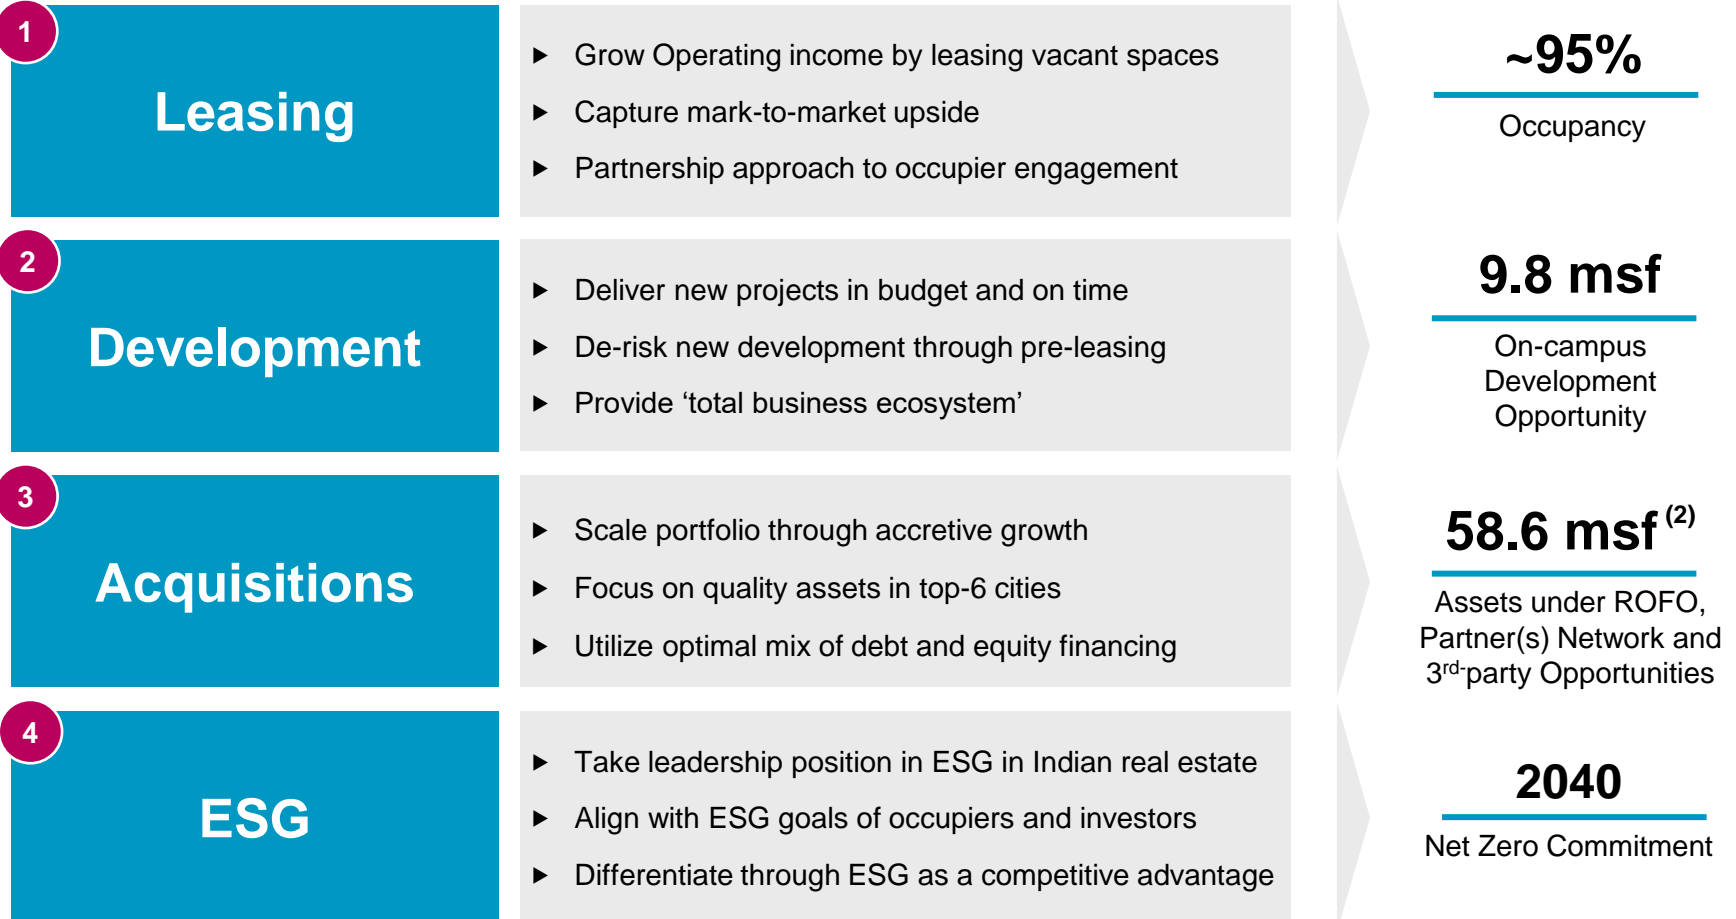 1
Leasing
► Grow Operating income by leasing vacant spaces
► Capture mark-to-market upside
► Partnership approach to occupier engagement
~95%
Occupancy
2
Development
► Deliver new projects in budget and on time
► De-risk new development through pre-leasing
► Provide ‘total business ecosystem’
9.8 msf
On-campus
Development
Opportunity
3
Acquisitions
► Scale portfolio through accretive growth
► Focus on quality assets in top-6 cities
► Utilize optimal mix of debt and equity financing
58.6 msf (2)
Assets under ROFO,
Partner(s) Network and
3rd-party Opportunities
4
ESG
► Take leadership position in ESG in Indian real estate
► Align with ESG goals of occupiers and investors
► Differentiate through ESG as a competitive advantage
2040
Net Zero Commitment